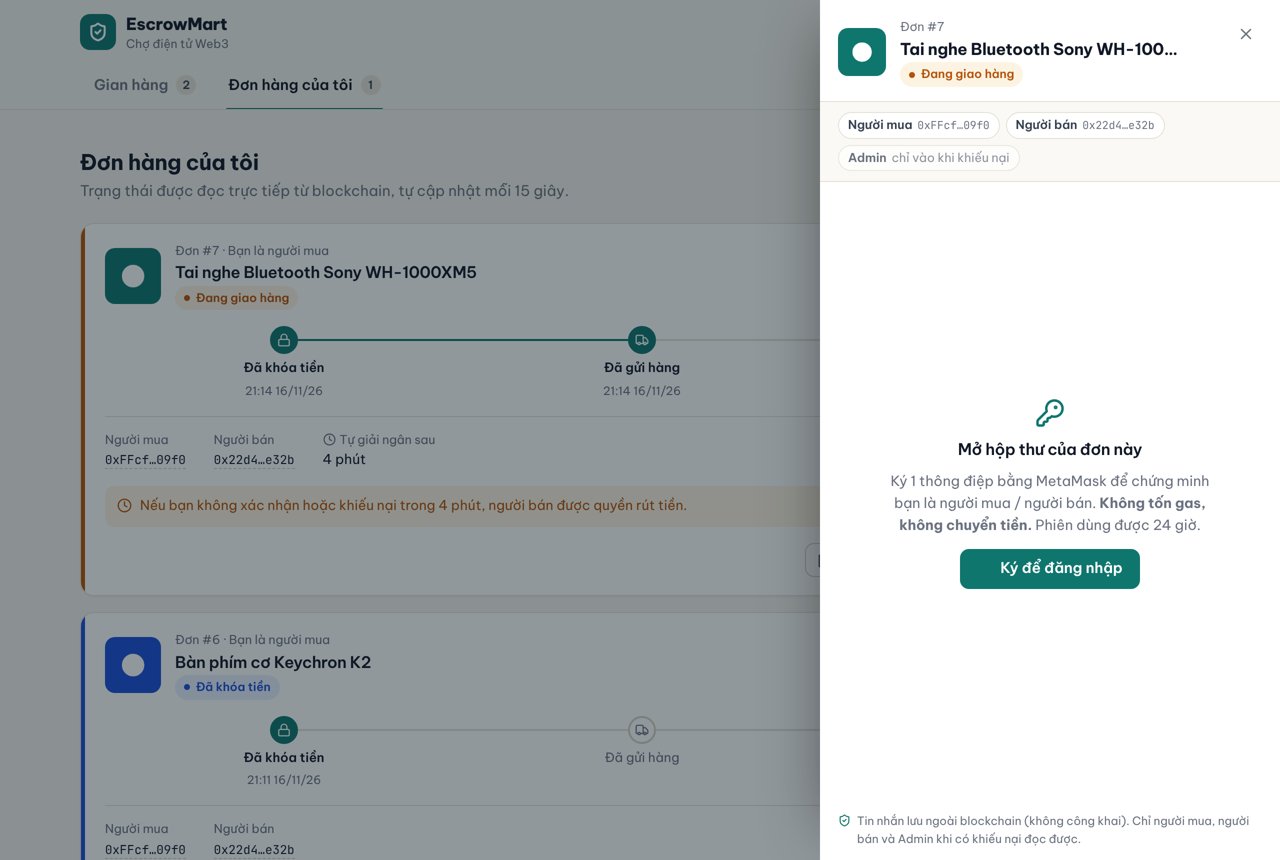 EscrowMart
Chợ điện tử Web3
Gian hàng 2
Đơn hàng của tôi 1
Đơn hàng của tôi
Trạng thái được đọc trực tiếp từ blockchain, tự cập nhật mỗi 15 giây.
Đơn #7 · Bạn là người mua
Tai nghe Bluetooth Sony WH-1000XM5
Đang giao hàng
Đã khóa tiền
Đã gửi hàng
21:14 16/11/26
21:14 16/11/26
Người mua
Người bán
Tự giải ngân sau
0xFFcf…09f0
0x22d4…e32b
4 phút
Nếu bạn không xác nhận hoặc khiếu nại trong 4 phút, người bán được quyền rút tiền.
Đơn #6 · Bạn là người mua
Bàn phím cơ Keychron K2
Đã khóa tiền
Đã khóa tiền
Đã gửi hàng
21:11 16/11/26
Người mua
Người bán
0xFFcf…09f0
0x22d4…e32b
Đơn #7
Tai nghe Bluetooth Sony WH-100…
Đang giao hàng
Người mua 0xFFcf…09f0
Người bán 0x22d4…e32b
Admin chỉ vào khi khiếu nại
Mở hộp thư của đơn này
Ký 1 thông điệp bằng MetaMask để chứng minh
bạn là người mua / người bán. Không tốn gas,
không chuyển tiền. Phiên dùng được 24 giờ.
Ký để đăng nhập
Tin nhắn lưu ngoài blockchain (không công khai). Chỉ người mua, người
bán và Admin khi có khiếu nại đọc được.